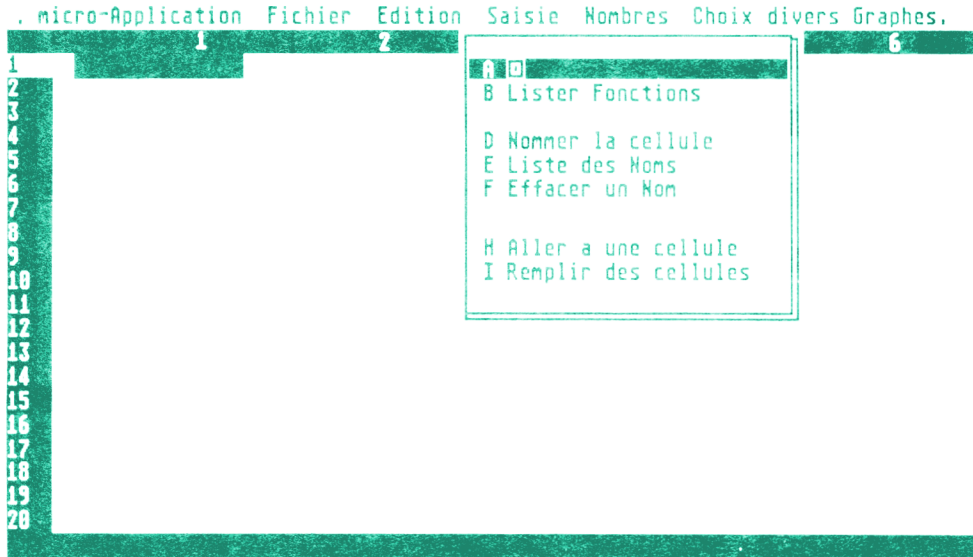 . micro-Application Fichier Edition Saisie Nombres Choix divers Graphes.
1 2 6
1
2
3
4
5
6
7
8
9
10
11
12
13
14
15
16
17
18
19
20
A
B Lister Fonctions
D Nommer la cellule
E Liste des Noms
F Effacer un Nom
H Aller a une cellule
I Remplir des cellules